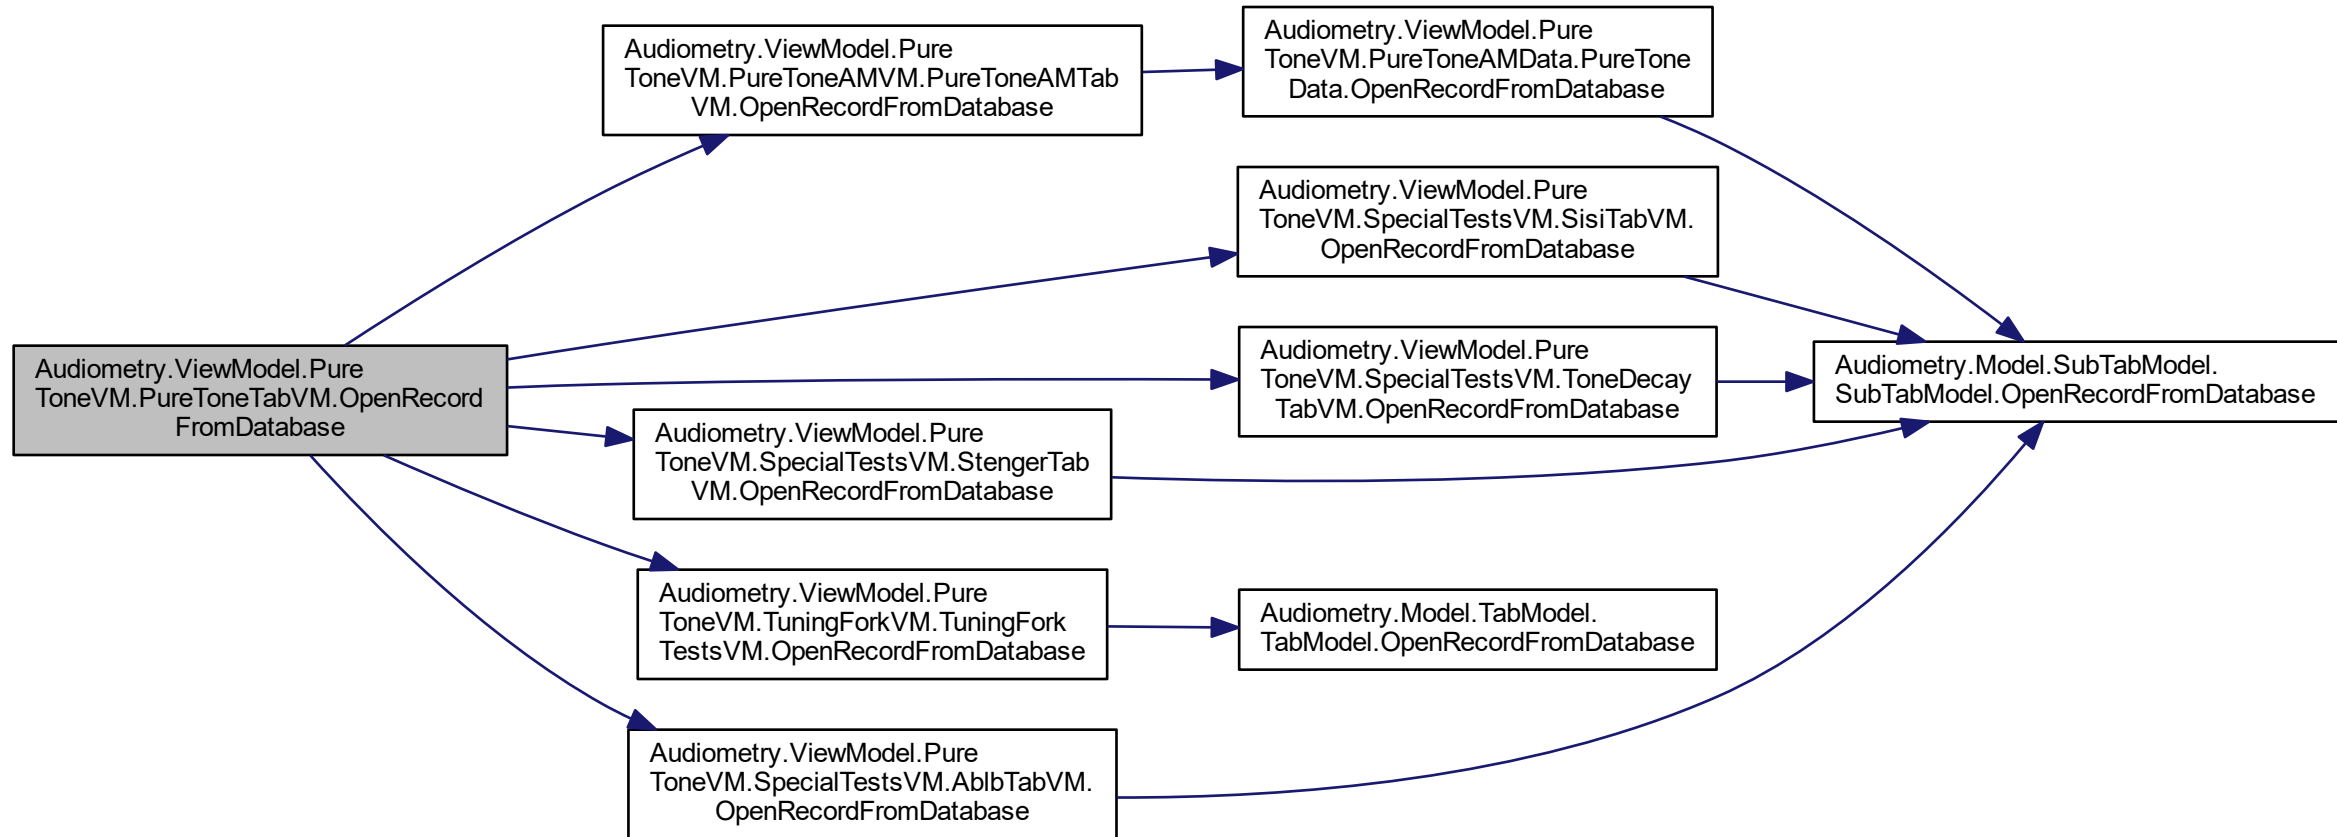 Audiometry.ViewModel.Pure
ToneVM.PureToneTabVM.OpenRecord
FromDatabase
Audiometry.ViewModel.Pure
ToneVM.PureToneAMVM.PureToneAMTab
VM.OpenRecordFromDatabase
Audiometry.ViewModel.Pure
ToneVM.PureToneAMData.PureTone
Data.OpenRecordFromDatabase
Audiometry.ViewModel.Pure
ToneVM.SpecialTestsVM.SisiTabVM.
OpenRecordFromDatabase
Audiometry.ViewModel.Pure
ToneVM.SpecialTestsVM.ToneDecay
TabVM.OpenRecordFromDatabase
Audiometry.Model.SubTabModel.
SubTabModel.OpenRecordFromDatabase
Audiometry.ViewModel.Pure
ToneVM.SpecialTestsVM.StengerTab
VM.OpenRecordFromDatabase
Audiometry.ViewModel.Pure
ToneVM.TuningForkVM.TuningFork
TestsVM.OpenRecordFromDatabase
Audiometry.Model.TabModel.
TabModel.OpenRecordFromDatabase
Audiometry.ViewModel.Pure
ToneVM.SpecialTestsVM.AblbTabVM.
OpenRecordFromDatabase